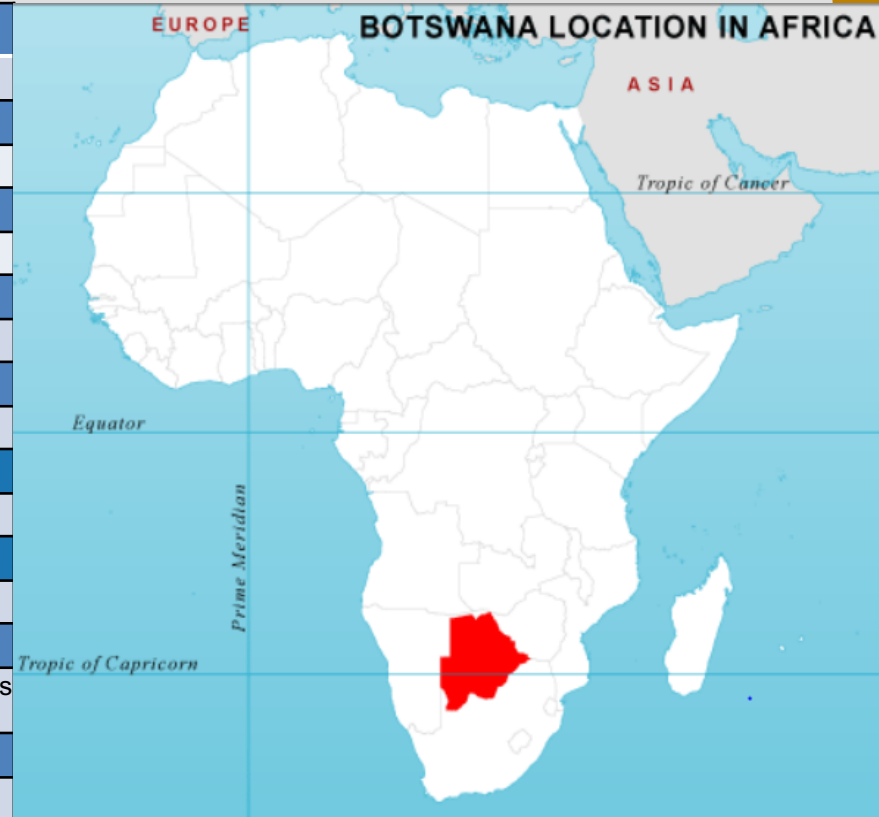 EUROPE
BOTSWANA LOCATION IN AFRICA
ASIA
Tropic of Cancer
Equator
Prime Meridian
Tropic of Capricorn
s